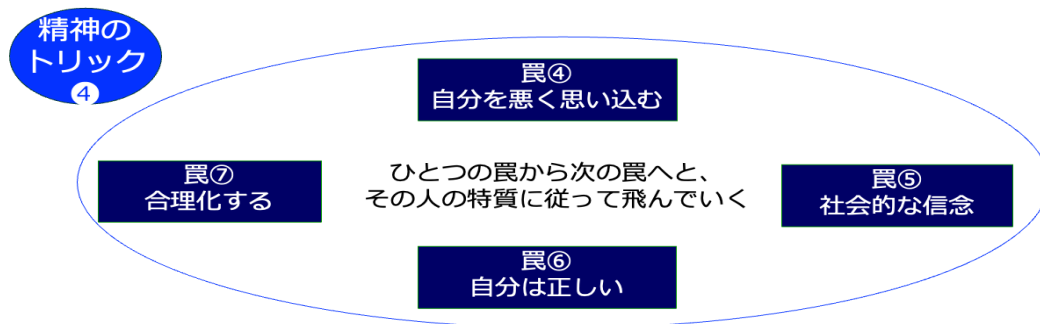 精神の
トリック
❹
罠④
自分を悪く思い込む
罠⑦
合理化する
ひとつの罠から次の罠へと、
その人の特質に従って飛んでいく
罠⑤
社会的な信念
罠⑥
自分は正しい